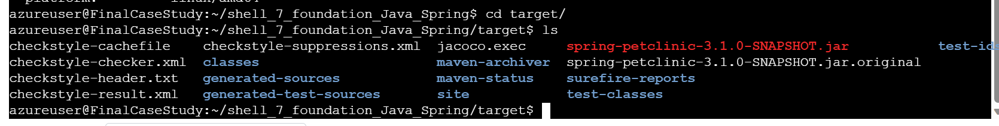 azureuser@FinalCaseStudy:~/shell_7_foundation_Java_Spring$ cd target/
azureuser@FinalCaseStudy:~/shell_7_foundation_Java_Spring/target$ ls
checkstyle-cachefile checkstyle-suppressions.xml jacoco.exec spring-petclinic-3.1.0-SNAPSHOT.jar test-ids
checkstyle-checker.xml classes maven-archiver spring-petclinic-3.1.0-SNAPSHOT.jar.original
checkstyle-header.txt generated-sources maven-status surefire-reports
checkstyle-result.xml generated-test-sources site test-classes
azureuser@FinalCaseStudy:~/shell_7_foundation_Java_Spring/target$